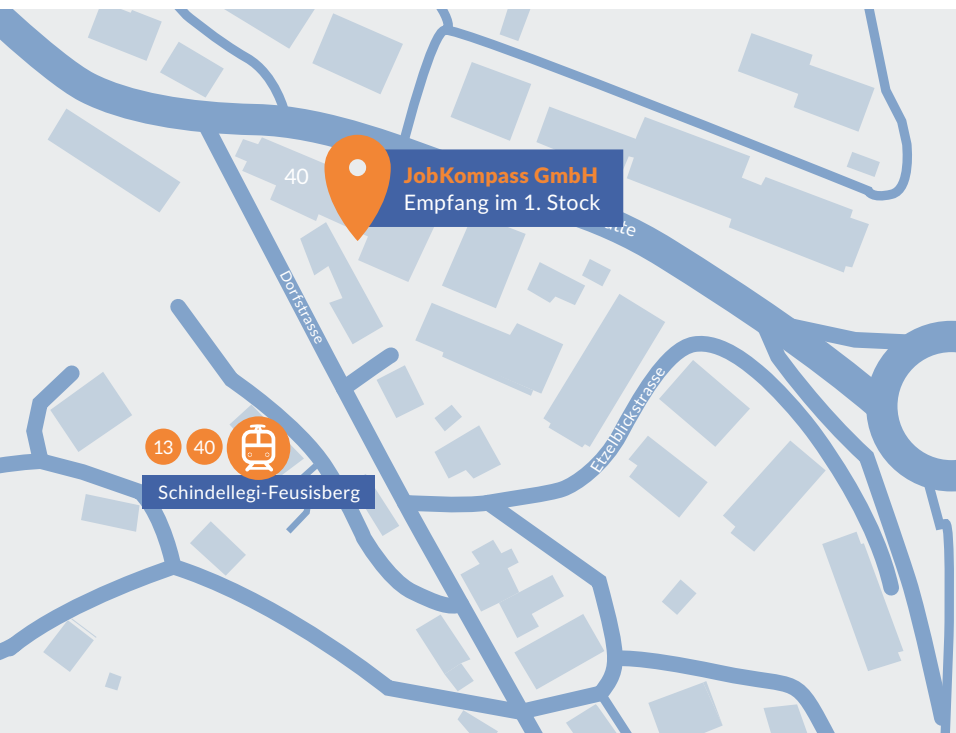 40
JobKompass GmbH
Empfang im 1. Stock
Dorfstrasse
Etzelblickstrasse
13
40
Schindellegi-Feusisberg